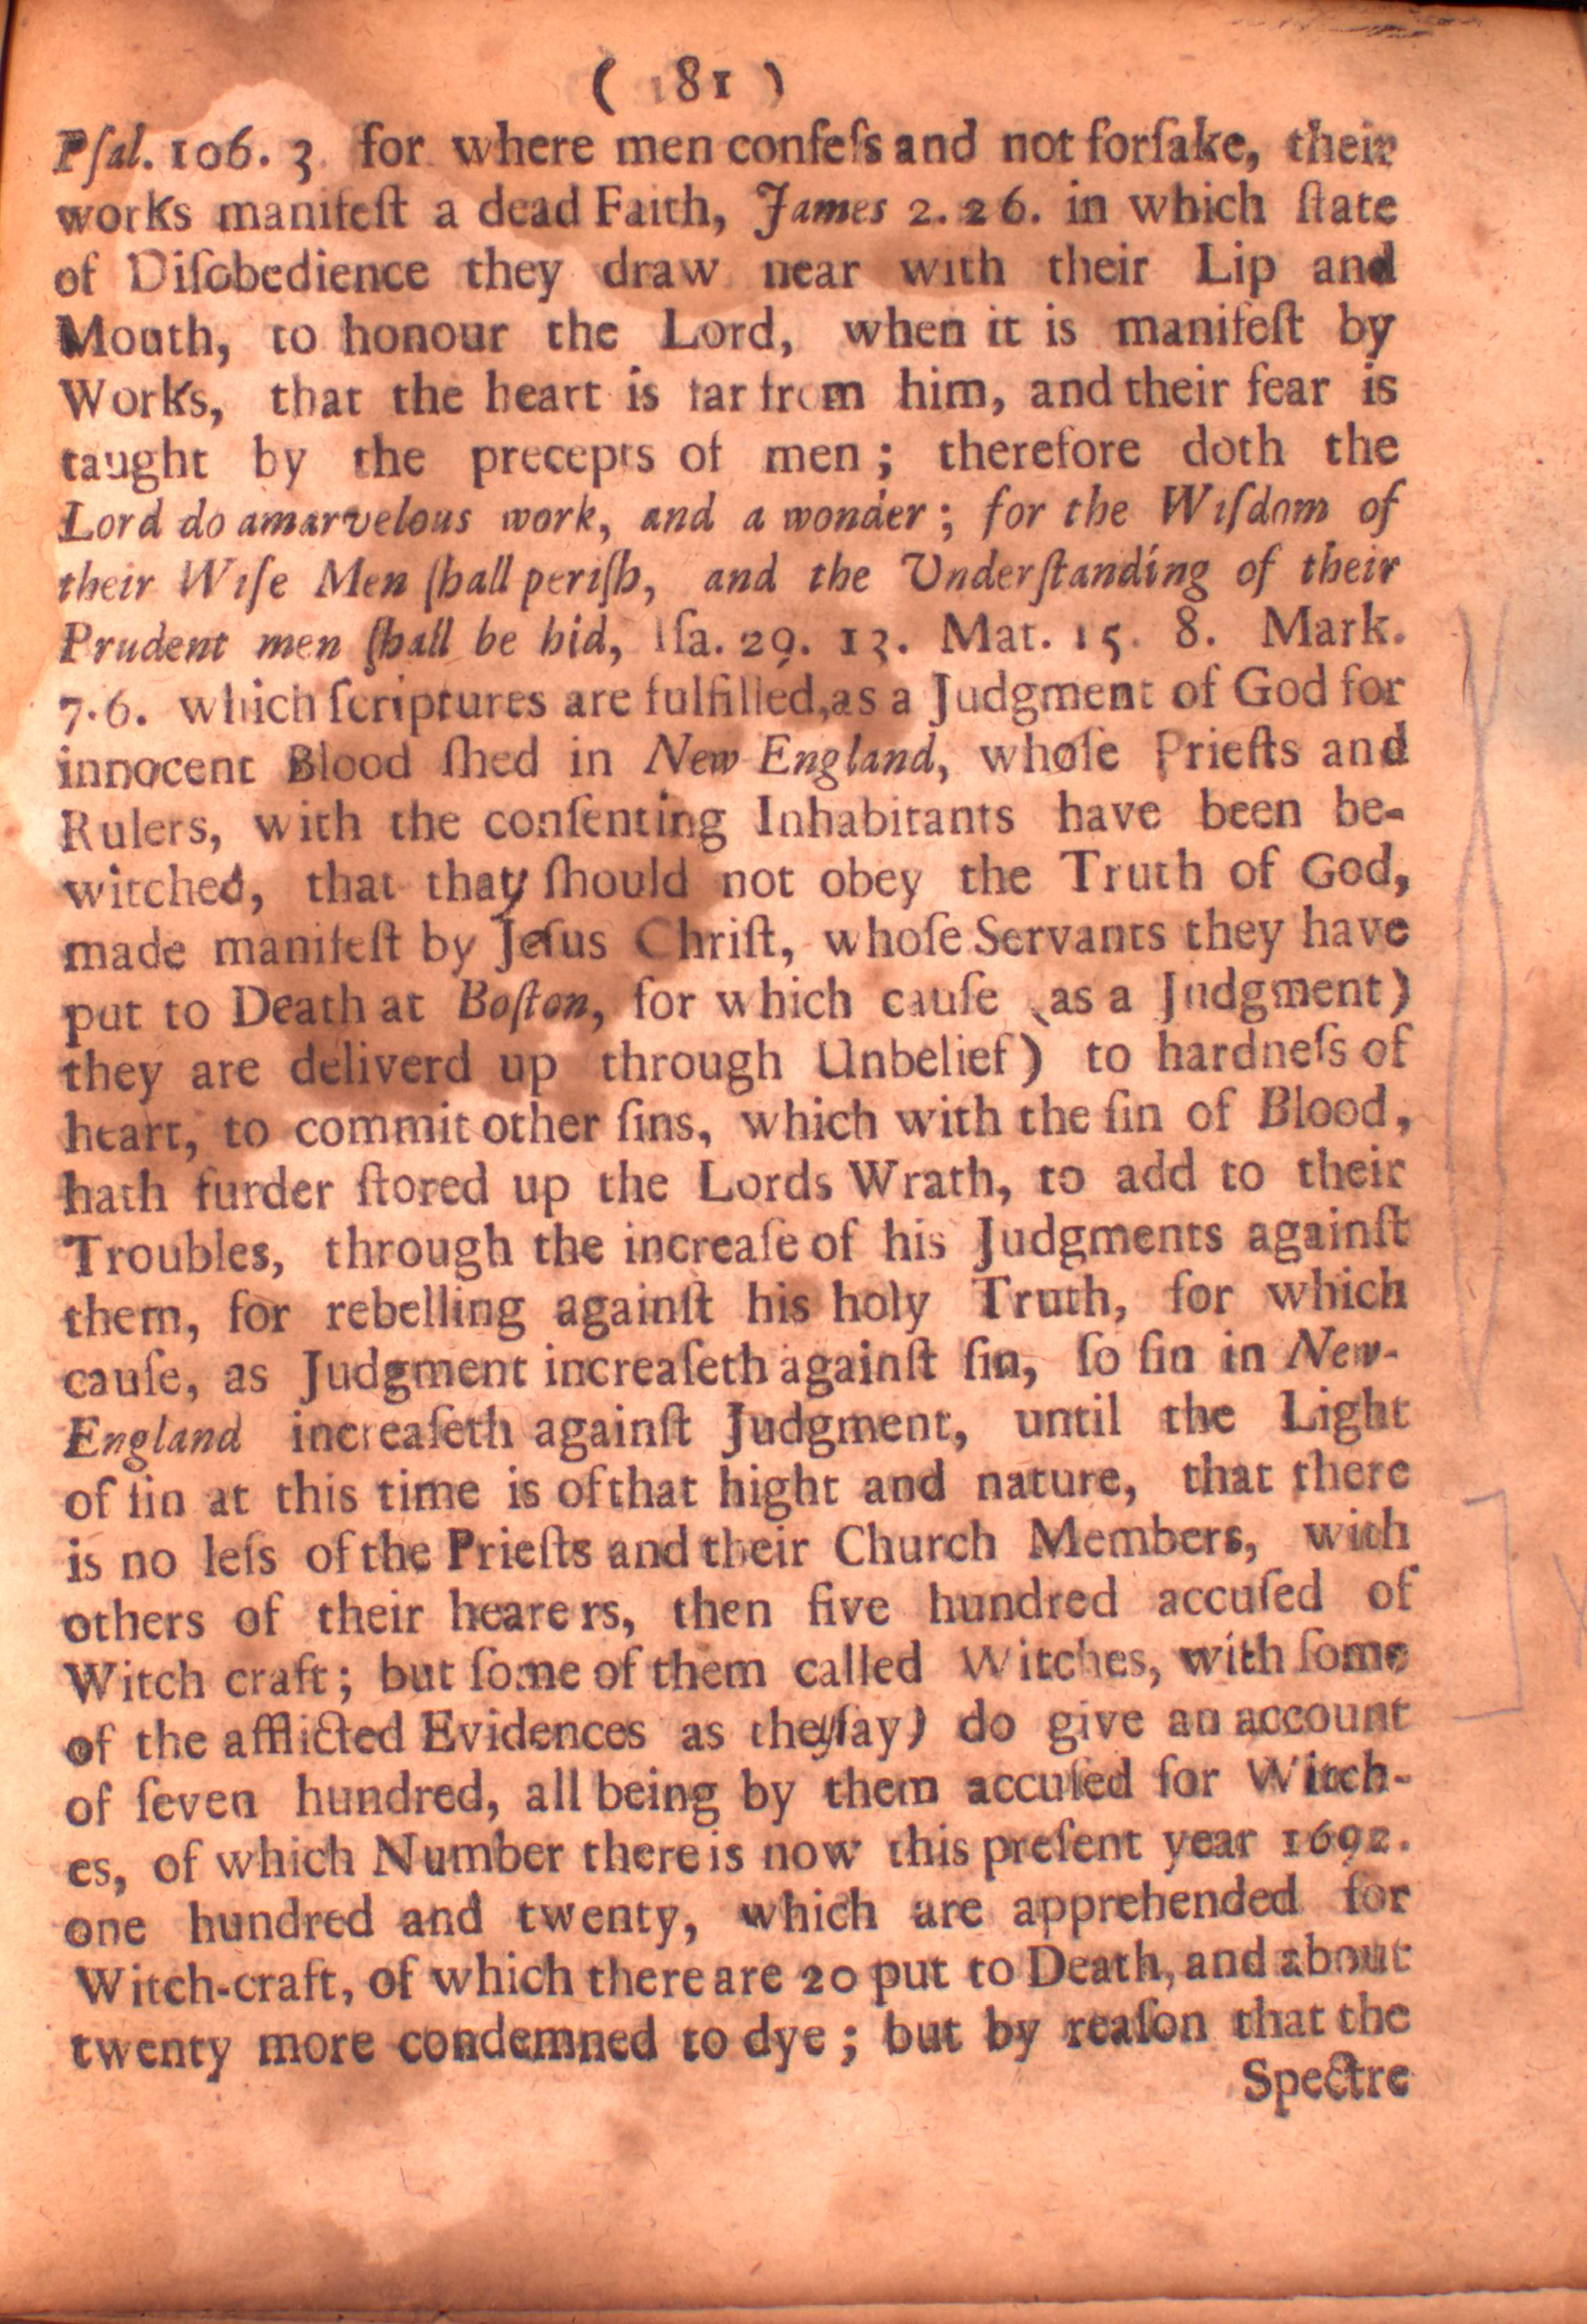 ( 181 )
Pſal. 106. 3 for where men confeſs and not forſake, their
works manifeſt a dead Faith, James 2. 26. in which ſtate
of Diſobedience they draw near with their Lip and
Mouth, to honour the Lord, when it is manifeſt by
Works, that the heart is far from him, and their fear is
taught by the precepts of men ; therefore doth the
Lord do amarvelous work, and a wonder ; for the Wiſdom of
their Wiſe Men ſhall periſh, and the Underſtanding of their
Prudent men ſhall be hid, Iſa. 29. 13. Mat. 15. 8. Mark.
7. 6. which ſcriptures are fulfilled, as a Judgment of God for
innocent Blood ſhed in New England, whoſe Prieſts and
Rulers, with the conſenting Inhabitants have been be-
witched, that thay ſhould not obey the Truth of God,
made manifeſt by Jeſus Chriſt, whoſe Servants they have
put to Death at Boſton, for which cauſe (as a Judgment)
they are deliverd up through Unbelief) to hardneſs of
heart, to commit other ſins, which with the ſin of Blood,
hath furder ſtored up the Lords Wrath, to add to their
Troubles, through the increaſe of his Judgments againſt
them, for rebelling againſt his holy Truth, for which
cauſe, as Judgment increaſeth againſt ſin, ſo ſin in New-
England increaſeth againſt Judgment, until the Light
of ſin at this time is of that hight and nature, that there
is no leſs of the Prieſts and their Church Members, with
others of their hearers, then five hundred accuſed of
Witch craft ; but ſome of them called Witches, with ſome
of the afflicted Evidences as they ſay) do give an account
of ſeven hundred, all being by them accuſed for Witch-
es, of which Number there is now this preſent year 1692.
one hundred and twenty, which are apprehended for
Witch-craft, of which there are 20 put to Death, and about
twenty more condemned to dye ; but by reaſon that the
Spectre